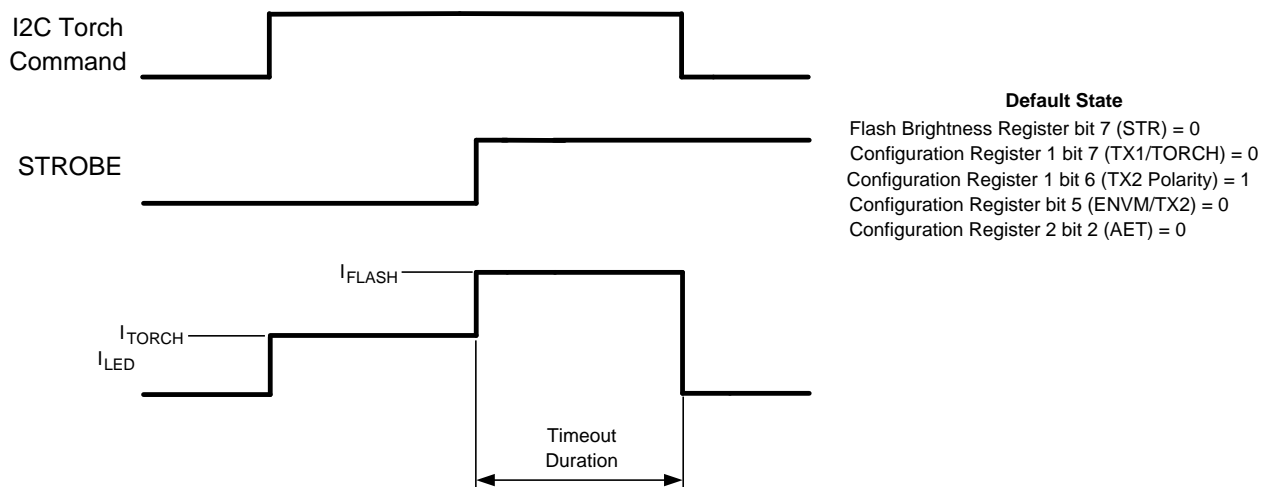 I2C Torch
Command
STROBE
Default State
Flash Brightness Register bit 7 (STR) = 0
Configuration Register 1 bit 7 (TX1/TORCH) = 0
Configuration Register 1 bit 6 (TX2 Polarity) = 1
Configuration Register bit 5 (ENVM/TX2) = 0
Configuration Register 2 bit 2 (AET) = 0
IFLASH
ITORCH
ILED
Timeout
Duration